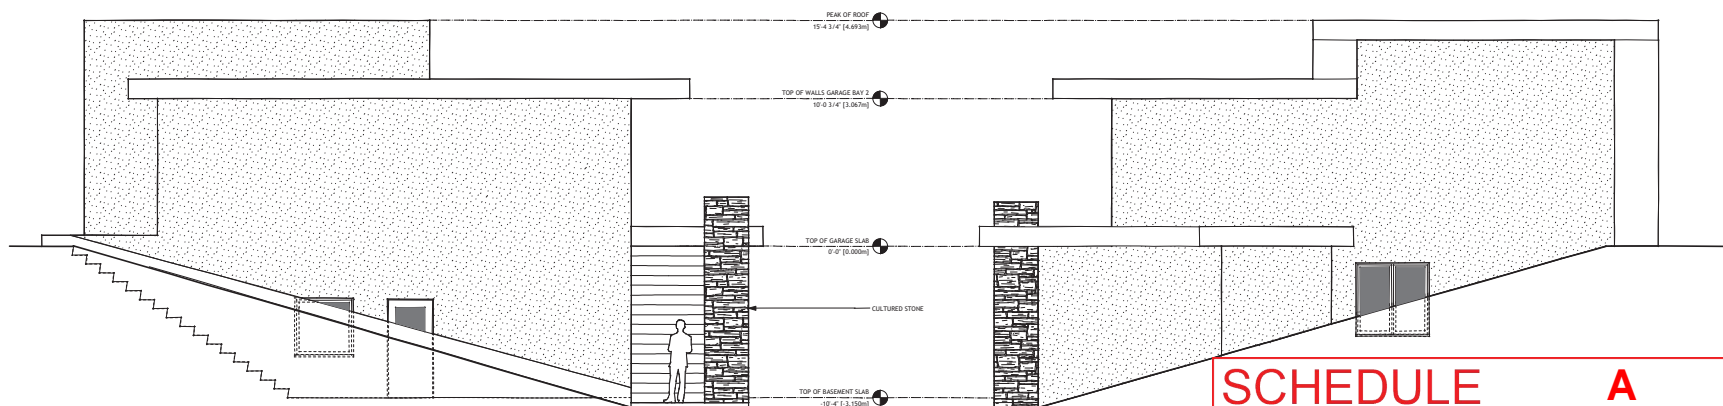 PEAK OF ROOF
15'-4 3/4" [4.693m]
TOP OF WALLS GARAGE BAY 2
10'-0 3/4" [3.067m]
TOP OF GARAGE SLAB
0'-0" [0.000m]
CULTURED STONE
TOP OF BASEMENT SLAB
-10'-4" [-3.150m]
SCHEDULE A